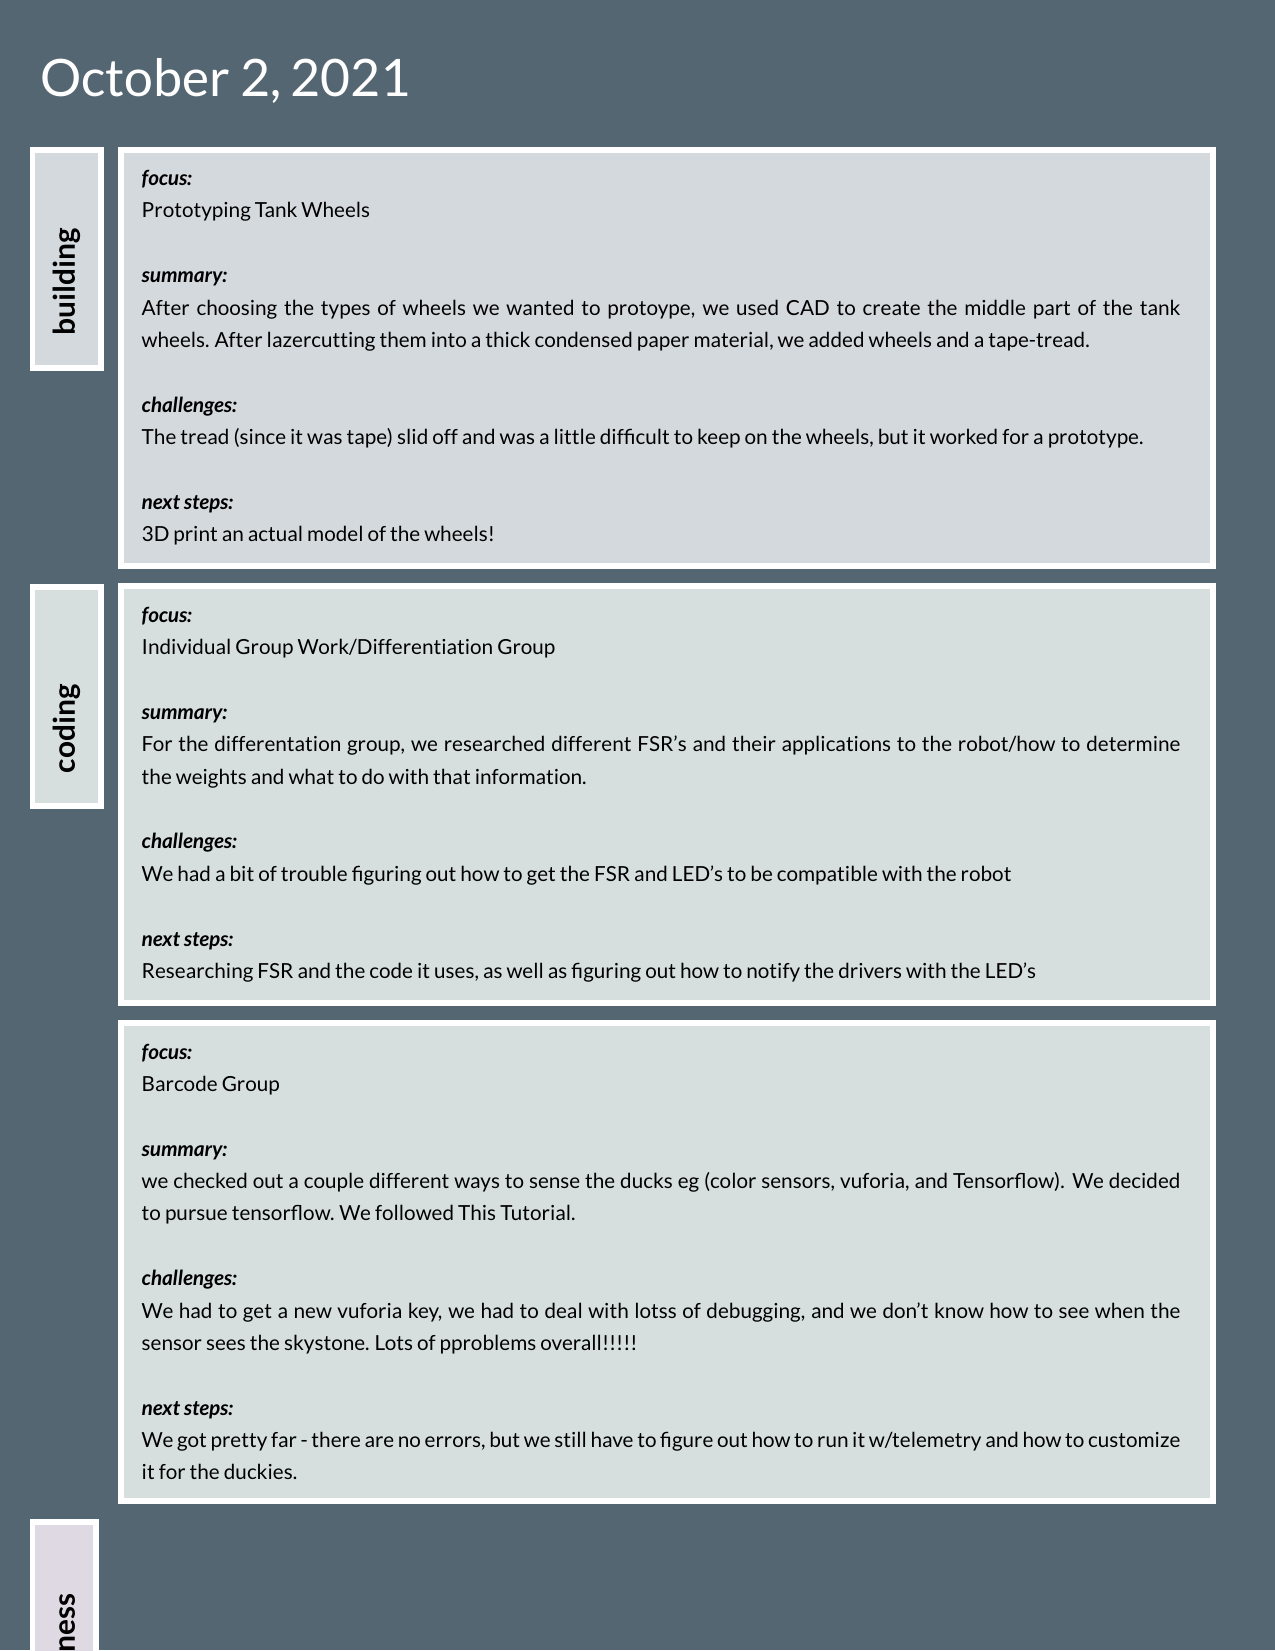 October 2, 2021
building
focus:
Prototyping Tank Wheels
summary:
After choosing the types of wheels we wanted to protoype, we used CAD to create the middle part of the tank
wheels. After lazercutting them into a thick condensed paper material, we added wheels and a tape-tread.
challenges:
The tread (since it was tape) slid off and was a little difficult to keep on the wheels, but it worked for a prototype.
next steps:
3D print an actual model of the wheels!
coding
focus:
Individual Group Work/Differentiation Group
summary:
For the differentation group, we researched different FSR’s and their applications to the robot/how to determine
the weights and what to do with that information.
challenges:
We had a bit of trouble figuring out how to get the FSR and LED’s to be compatible with the robot
next steps:
Researching FSR and the code it uses, as well as figuring out how to notify the drivers with the LED’s
focus:
Barcode Group
summary:
we checked out a couple different ways to sense the ducks eg (color sensors, vuforia, and Tensorflow). We decided
to pursue tensorflow. We followed This Tutorial.
challenges:
We had to get a new vuforia key, we had to deal with lotss of debugging, and we don’t know how to see when the
sensor sees the skystone. Lots of pproblems overall!!!!!
next steps:
We got pretty far - there are no errors, but we still have to figure out how to run it w/telemetry and how to customize
it for the duckies.
ness